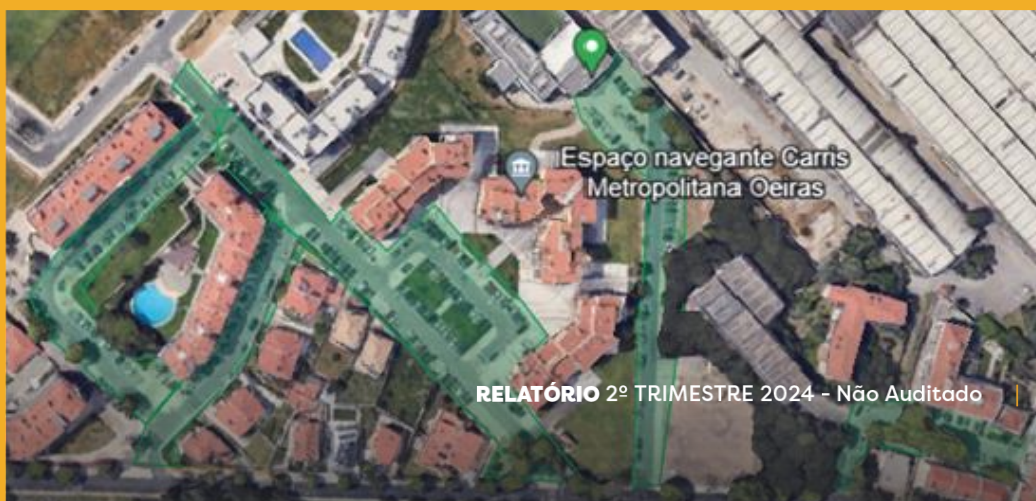 Espaço navegante Carris
Metropolitana Oeiras
RELATÓRIO 2º TRIMESTRE 2024 - Não Auditado |